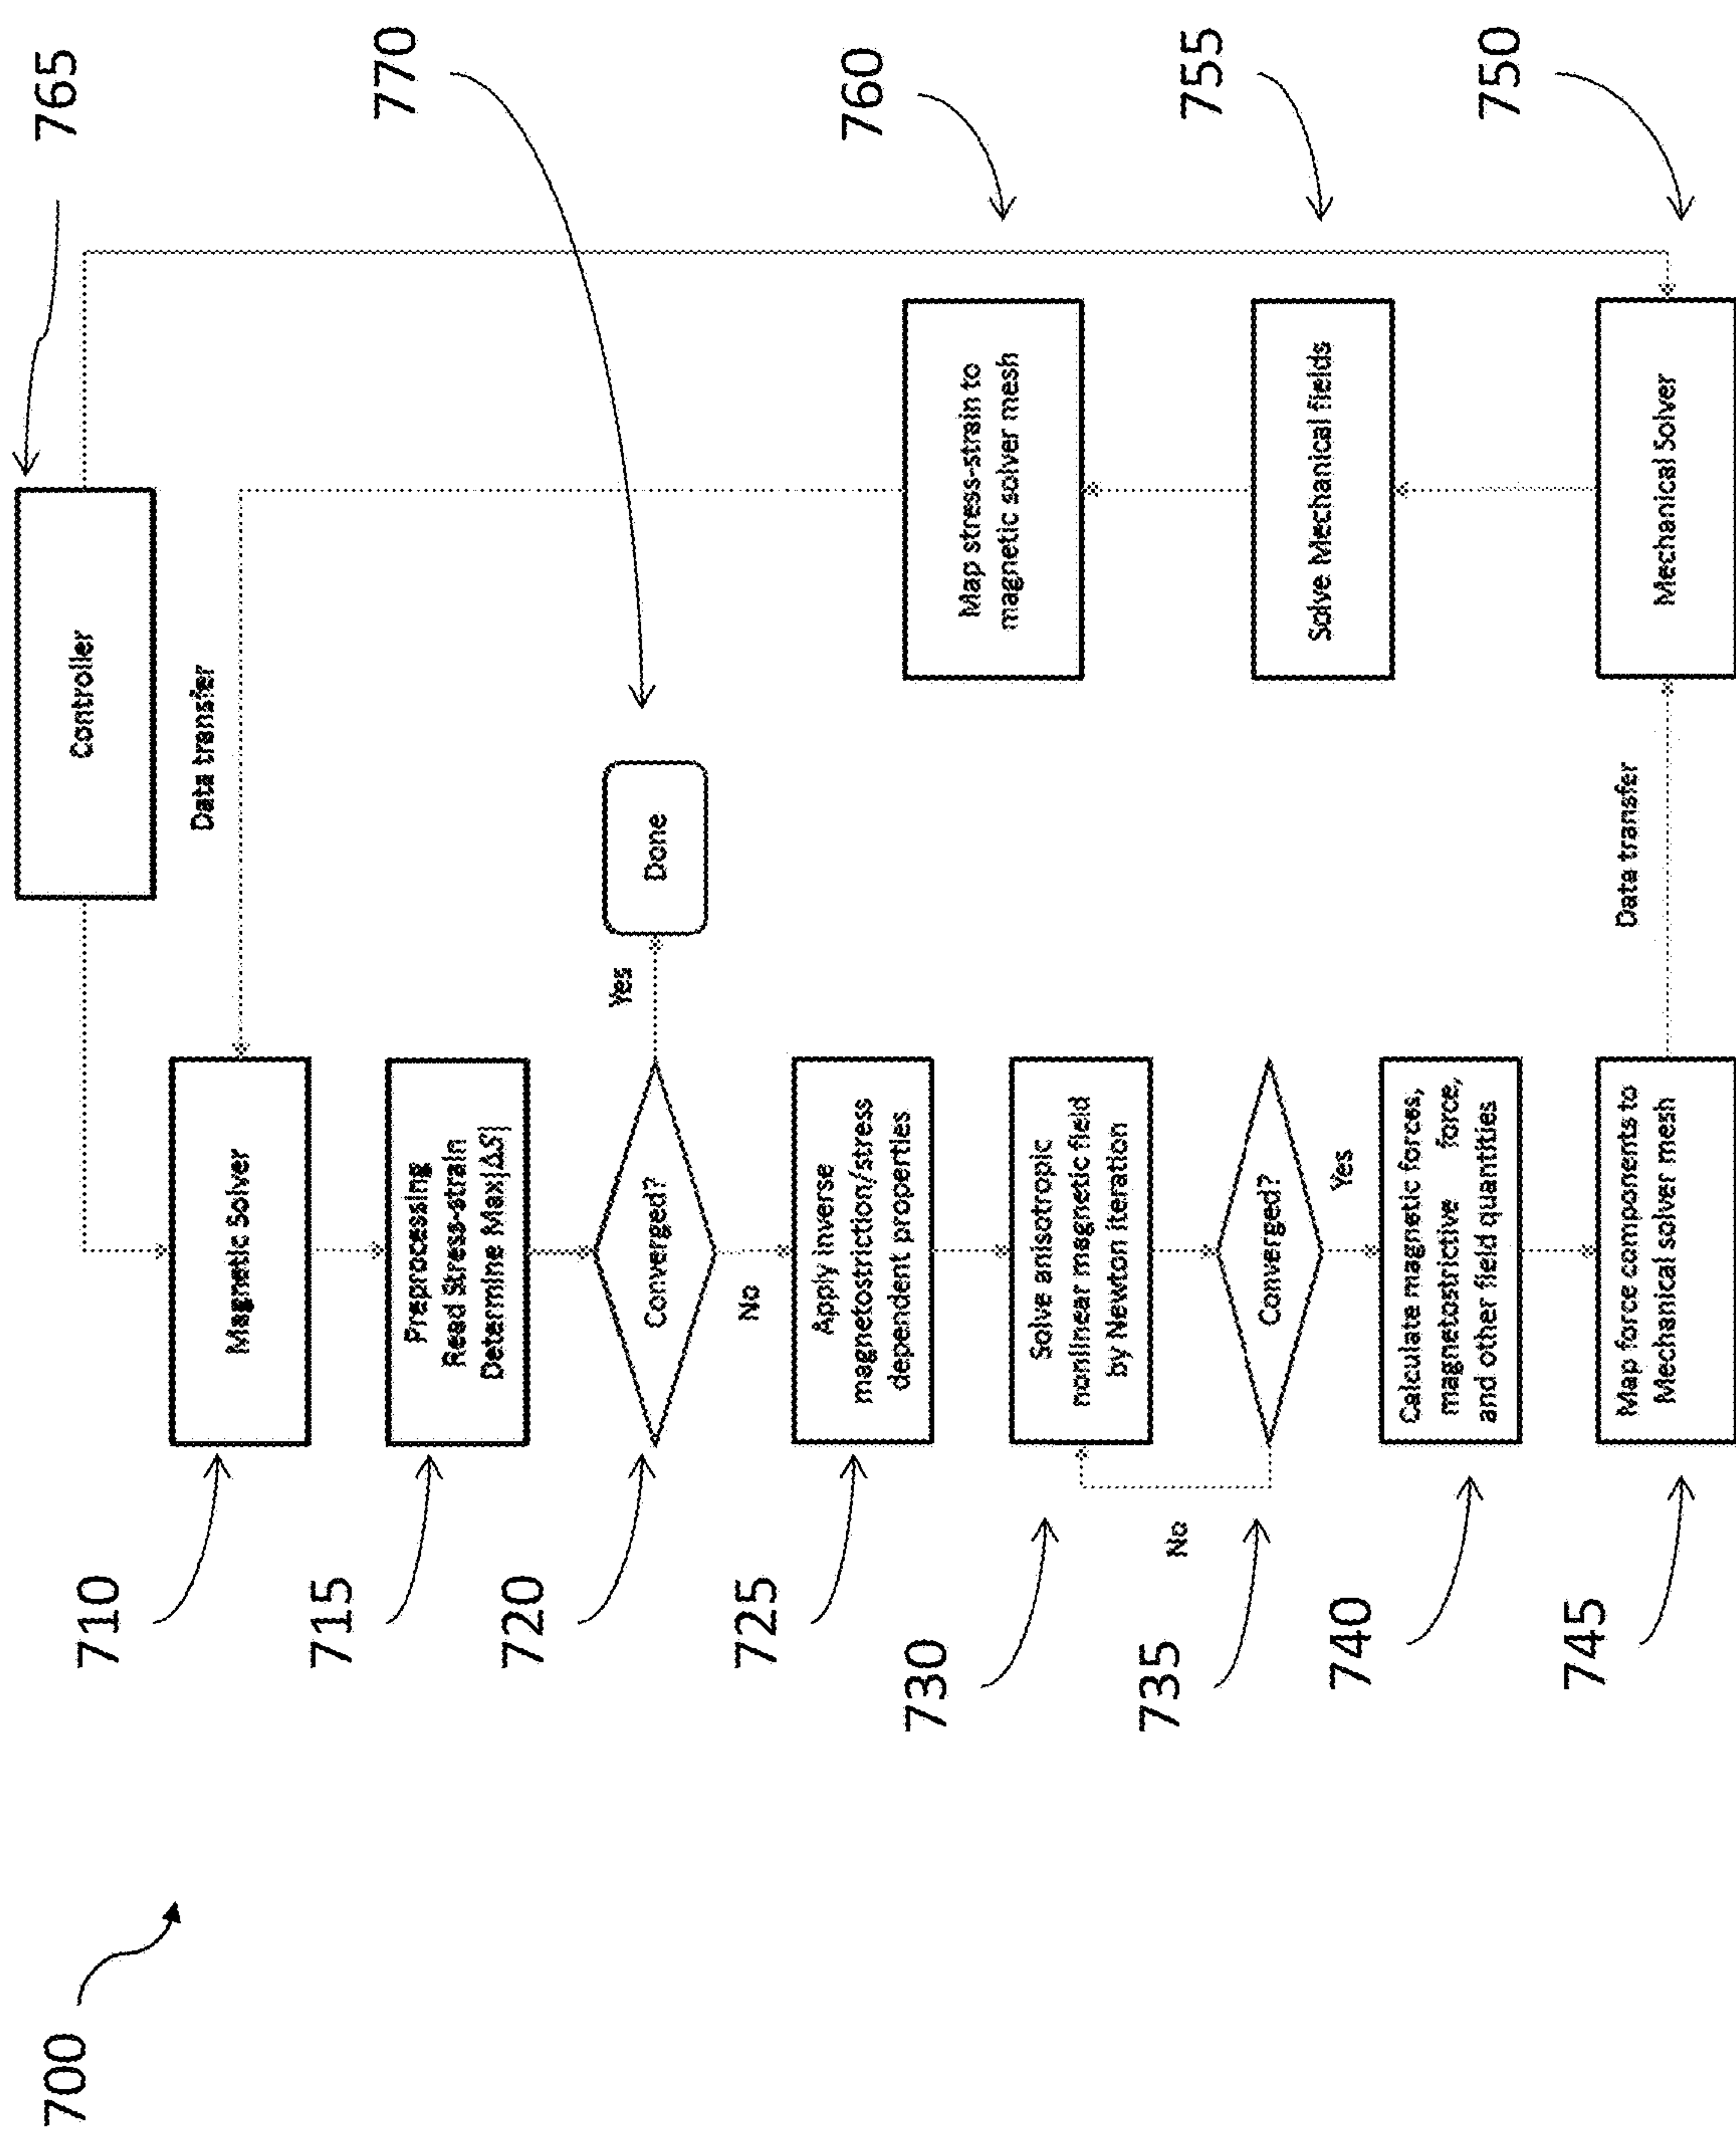 700
765
Controller
Data transfer
710
Magnetic Solver
715
Preprocessing
Read Stress-strain
Determine Max|ΔS|
770
720
Converged?
Yes
Done
No
725
Apply inverse
magnetostriction/stress
dependent properties
730
Solve anisotropic
nonlinear magnetic field
by Newton iteration
735
Converged?
No
Yes
740
Calculate magnetic forces,
magnetostrictive force,
and other field quantities
745
Map force components to
Mechanical solver mesh
Data transfer
760
Map stress-strain to
magnetic solver mesh
755
Solve Mechanical fields
750
Mechanical Solver